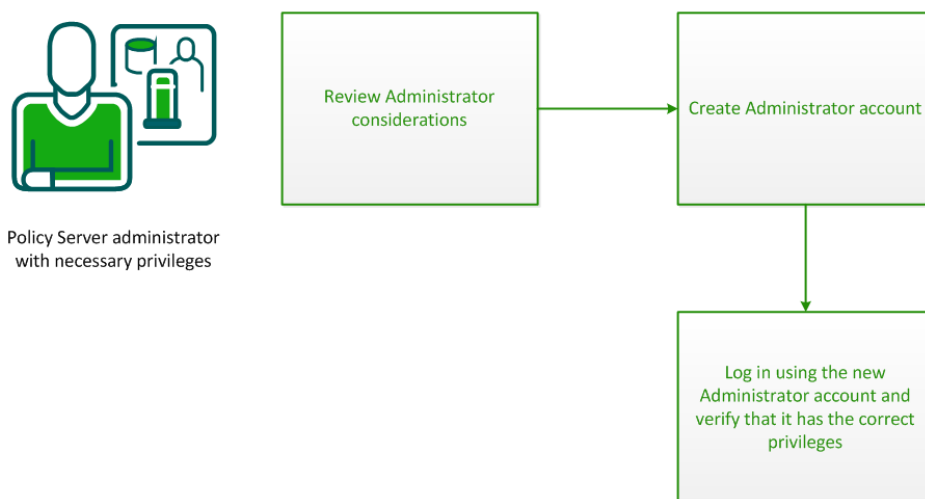 Policy Server administrator
with necessary privileges
Review Administrator
considerations
Create Administrator account
Log in using the new
Administrator account and
verify that it has the correct
privileges